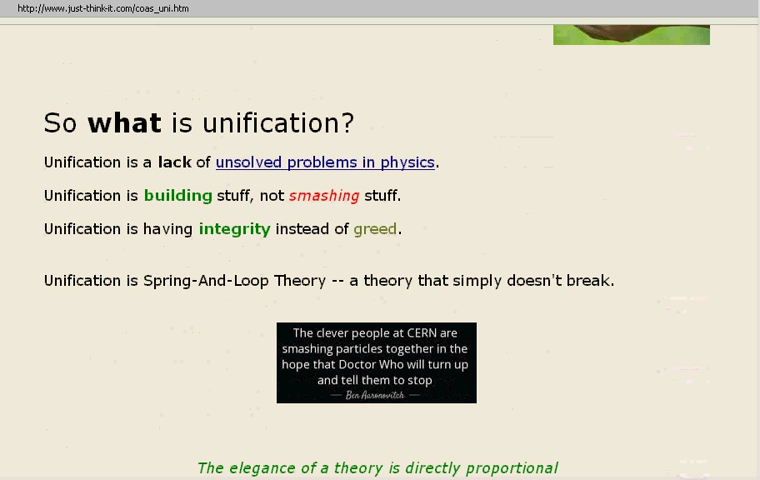 http://www.just-think-it.com/coas_uni.htm
So what is unification?
Unification is a lack of unsolved problems in physics.
Unification is building stuff, not smashing stuff.
Unification is having integrity instead of greed.
Unification is Spring-And-Loop Theory -- a theory that simply doesn't break.
The clever people at CERN are
smashing particles together in the
hope that Doctor Who will turn up
and tell them to stop
— Ben Aaronovitch —
The elegance of a theory is directly proportional